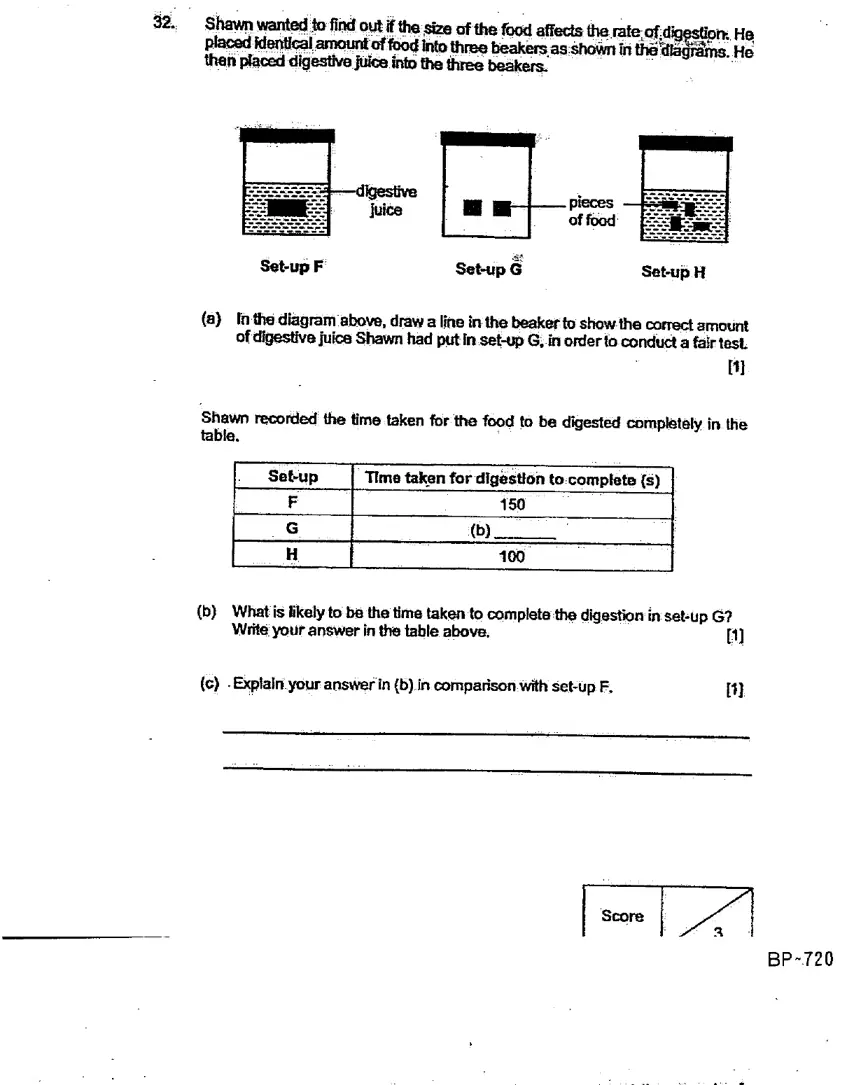 32. Shawn wanted to find out if the size of the food affects the rate of digestion. He
placed identical amount of food into three beakers as shown in the diagrams. He
then placed digestive juice into the three beakers.
digestive
juice
pieces
of food
Set-up F
Set-up G
Set-up H
(a) In the diagram above, draw a line in the beaker to show the correct amount
of digestive juice Shawn had put in set-up G, in order to conduct a fair test.
[1]
Shawn recorded the time taken for the food to be digested completely in the
table.
Set-up Time taken for digestion to complete (s)
F 150
G (b) ______
H 100
(b) What is likely to be the time taken to complete the digestion in set-up G?
Write your answer in the table above. [1]
(c) Explain your answer in (b) in comparison with set-up F. [1]
Score 3
BP-720